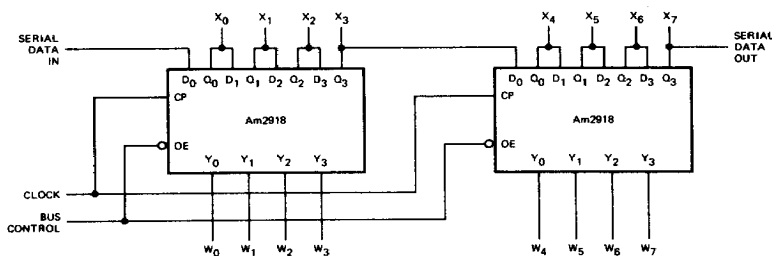 X0 X1 X2 X3 X4 X5 X6 X7
SERIAL DATA IN
SERIAL DATA OUT
D0 Q0 D1 Q1 D2 Q2 D3 Q3
D0 Q0 D1 Q1 D2 Q2 D3 Q3
CP
CP
Am2918
Am2918
OE
OE
Y0 Y1 Y2 Y3
Y0 Y1 Y2 Y3
CLOCK
BUS CONTROL
W0 W1 W2 W3
W4 W5 W6 W7